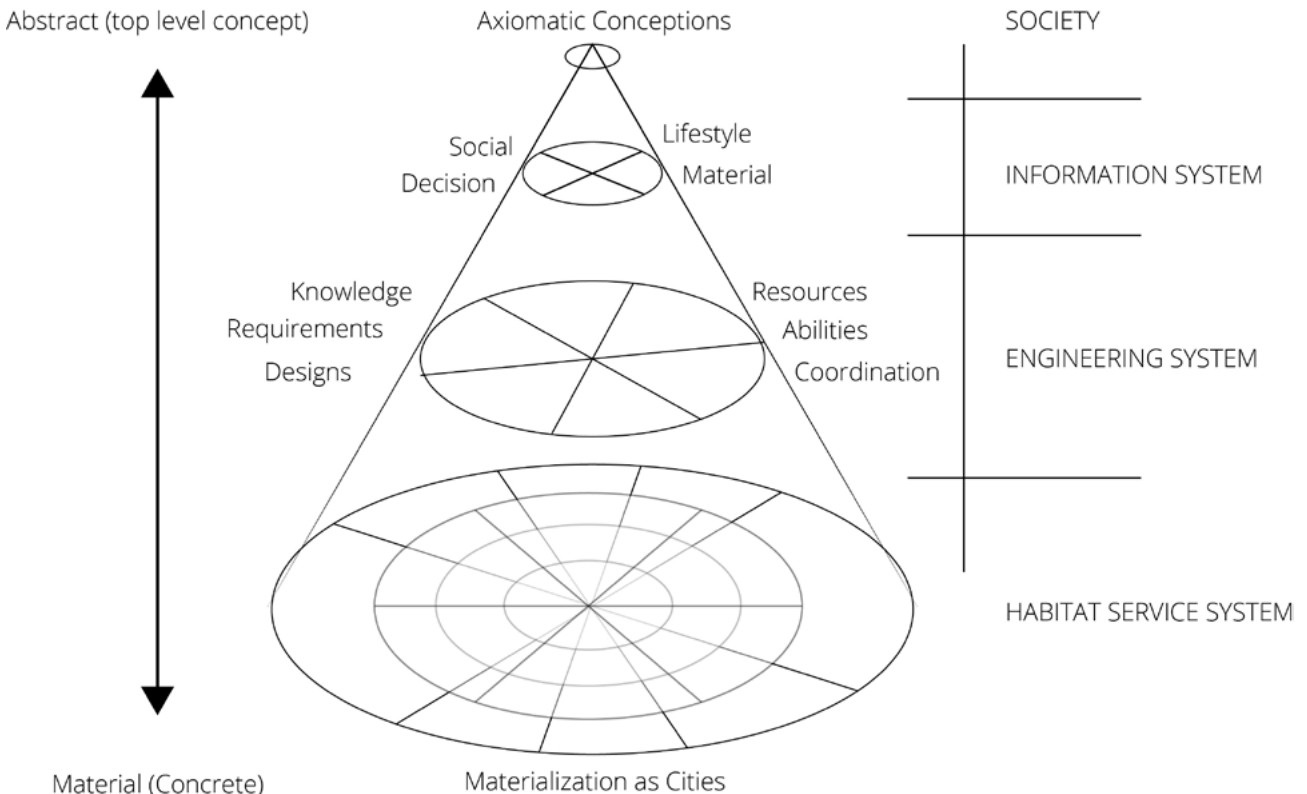 Abstract (top level concept)
Axiomatic Conceptions
SOCIETY
Social
Lifestyle
Decision
Material
INFORMATION SYSTEM
Knowledge
Resources
Requirements
Abilities
Designs
Coordination
ENGINEERING SYSTEM
HABITAT SERVICE SYSTEM
Material (Concrete)
Materialization as Cities